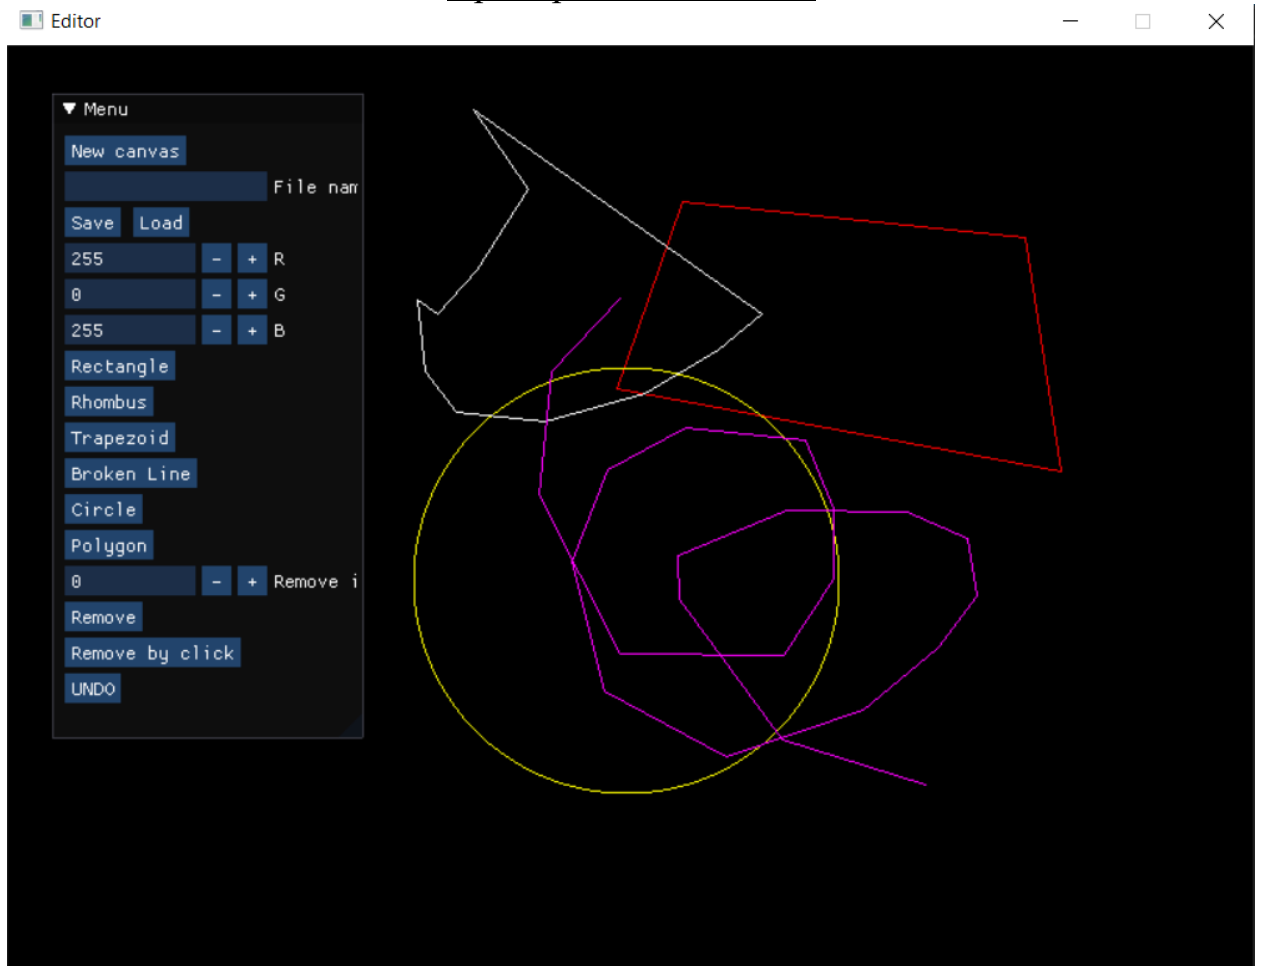 Editor
Menu
New canvas
File nam
Save Load
255 - + R
0 - + G
255 - + B
Rectangle
Rhombus
Trapezoid
Broken Line
Circle
Polygon
0 - + Remove i
Remove
Remove by click
UNDO